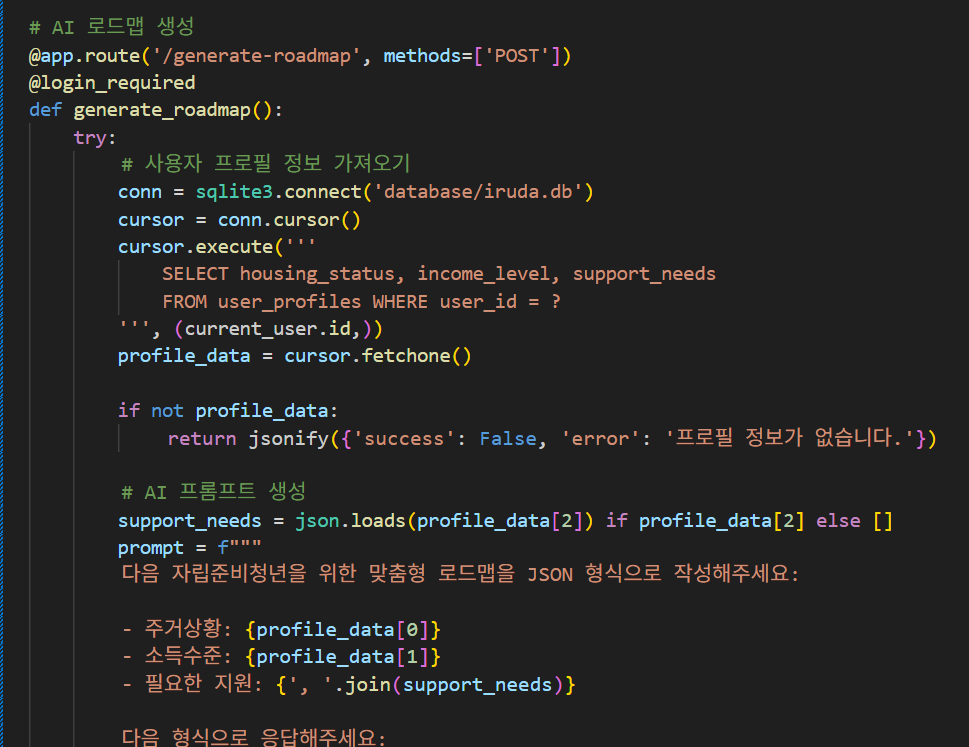 # AI 로드맵 생성
@app.route('/generate-roadmap', methods=['POST'])
@login_required
def generate_roadmap():
    try:
        # 사용자 프로필 정보 가져오기
        conn = sqlite3.connect('database/iruda.db')
        cursor = conn.cursor()
        cursor.execute('''
            SELECT housing_status, income_level, support_needs
            FROM user_profiles WHERE user_id = ?
        ''', (current_user.id,))
        profile_data = cursor.fetchone()

        if not profile_data:
            return jsonify({'success': False, 'error': '프로필 정보가 없습니다.'})

        # AI 프롬프트 생성
        support_needs = json.loads(profile_data[2]) if profile_data[2] else []
        prompt = f"""
        다음 자립준비청년을 위한 맞춤형 로드맵을 JSON 형식으로 작성해주세요:

        - 주거상황: {profile_data[0]}
        - 소득수준: {profile_data[1]}
        - 필요한 지원: {', '.join(support_needs)}

        다음 형식으로 응답해주세요: